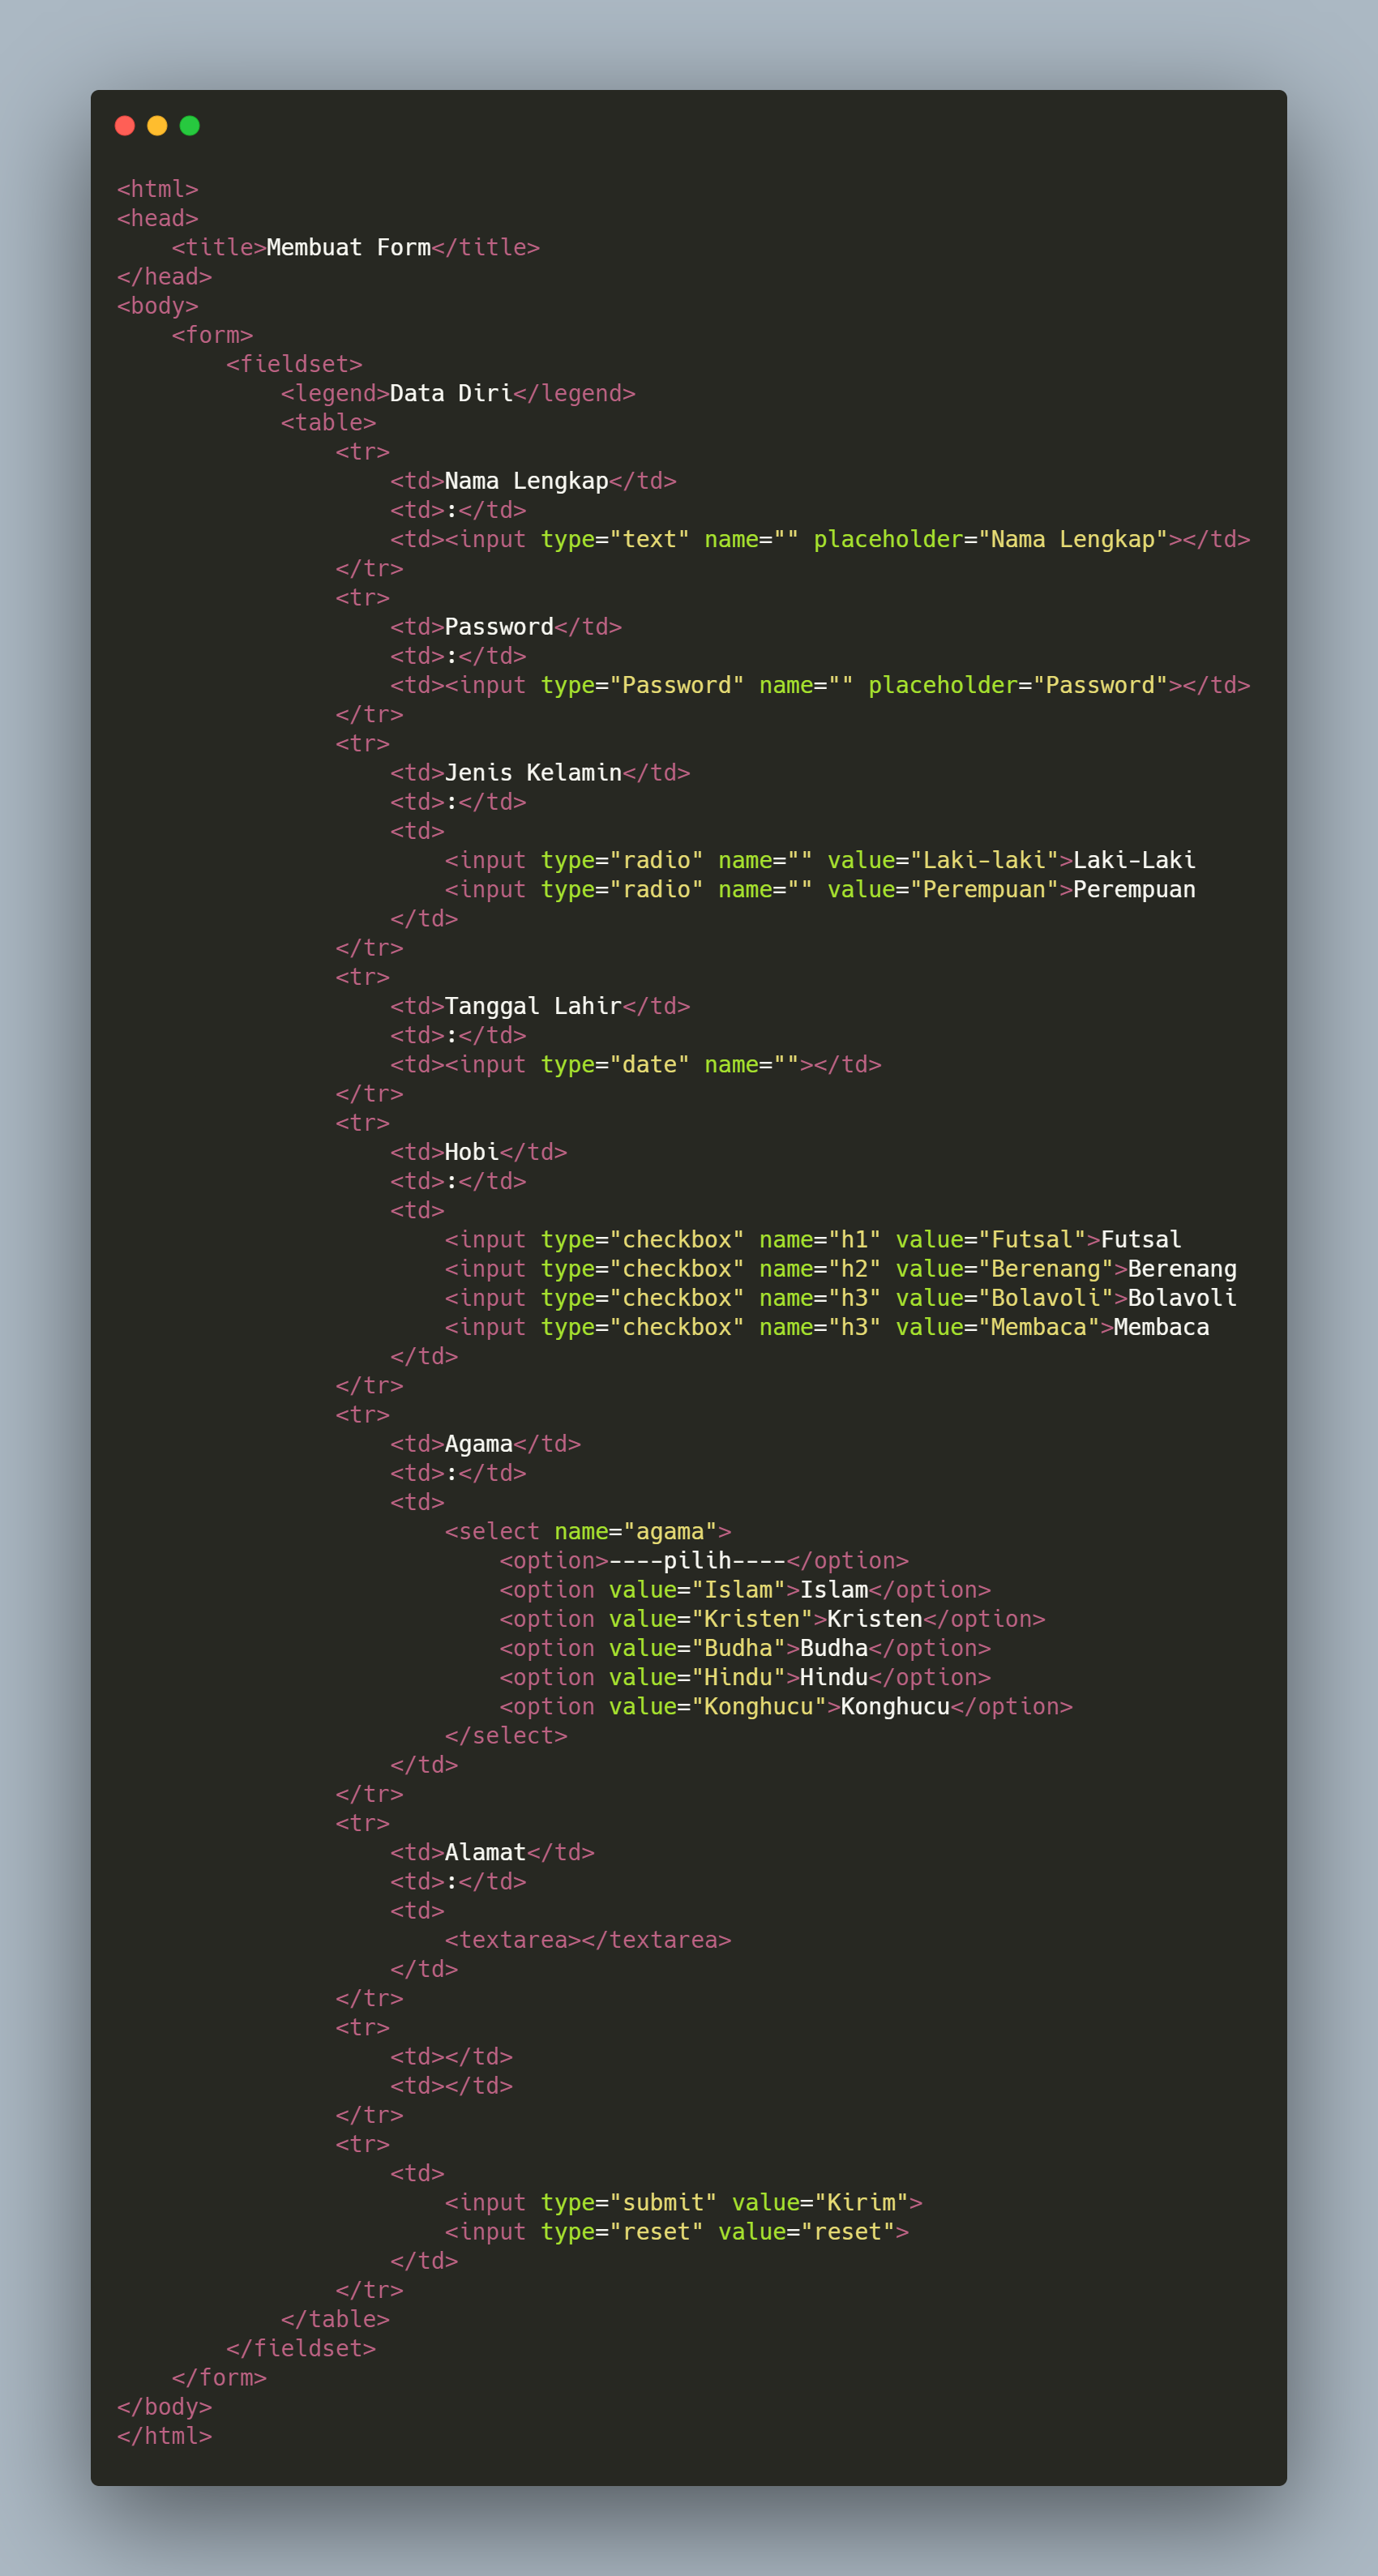 <html>
<head>
    <title>Membuat Form</title>
</head>
<body>
    <form>
        <fieldset>
            <legend>Data Diri</legend>
            <table>
                <tr>
                    <td>Nama Lengkap</td>
                    <td>:</td>
                    <td><input type="text" name="" placeholder="Nama Lengkap"></td>
                </tr>
                <tr>
                    <td>Password</td>
                    <td>:</td>
                    <td><input type="Password" name="" placeholder="Password"></td>
                </tr>
                <tr>
                    <td>Jenis Kelamin</td>
                    <td>:</td>
                    <td>
                        <input type="radio" name="" value="Laki-laki">Laki-Laki
                        <input type="radio" name="" value="Perempuan">Perempuan
                    </td>
                </tr>
                <tr>
                    <td>Tanggal Lahir</td>
                    <td>:</td>
                    <td><input type="date" name=""></td>
                </tr>
                <tr>
                    <td>Hobi</td>
                    <td>:</td>
                    <td>
                        <input type="checkbox" name="h1" value="Futsal">Futsal
                        <input type="checkbox" name="h2" value="Berenang">Berenang
                        <input type="checkbox" name="h3" value="Bolavoli">Bolavoli
                        <input type="checkbox" name="h3" value="Membaca">Membaca
                    </td>
                </tr>
                <tr>
                    <td>Agama</td>
                    <td>:</td>
                    <td>
                        <select name="agama">
                            <option>----pilih----</option>
                            <option value="Islam">Islam</option>
                            <option value="Kristen">Kristen</option>
                            <option value="Budha">Budha</option>
                            <option value="Hindu">Hindu</option>
                            <option value="Konghucu">Konghucu</option>
                        </select>
                    </td>
                </tr>
                <tr>
                    <td>Alamat</td>
                    <td>:</td>
                    <td>
                        <textarea></textarea>
                    </td>
                </tr>
                <tr>
                    <td></td>
                    <td></td>
                </tr>
                <tr>
                    <td>
                        <input type="submit" value="Kirim">
                        <input type="reset" value="reset">
                    </td>
                </tr>
            </table>
        </fieldset>
    </form>
</body>
</html>